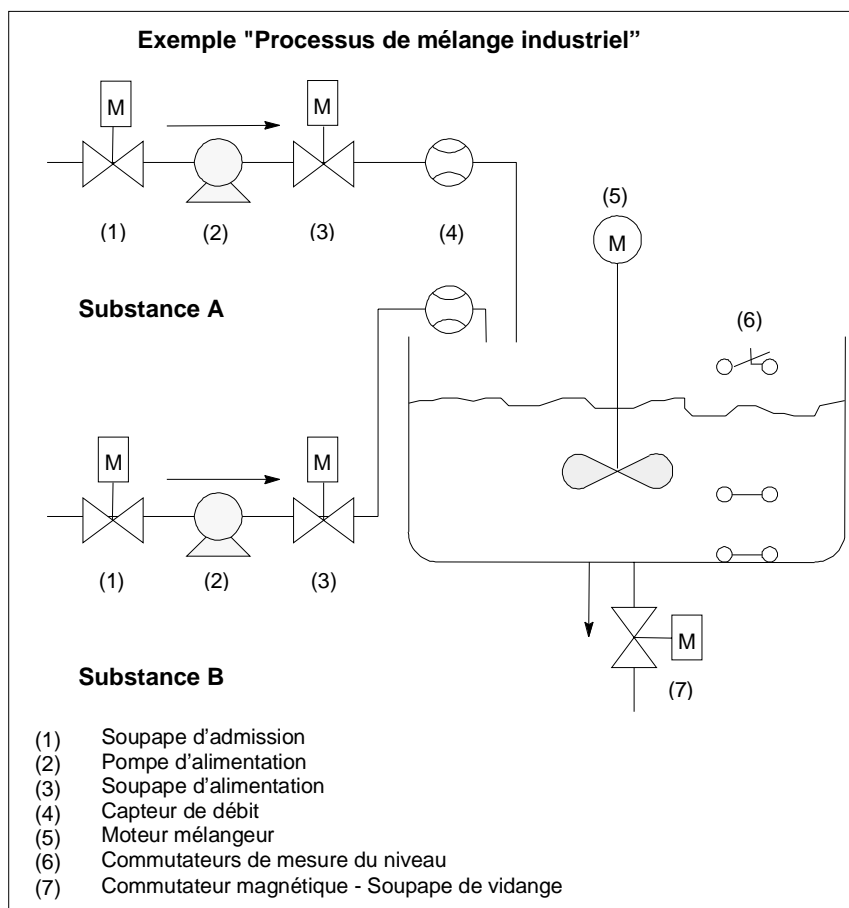 Exemple "Processus de mélange industriel”
M M
(1) (2) (3) (4)
(5)
M
Substance A
(6)
M M
(1) (2) (3)
M
(7)
Substance B
(1) Soupape d’admission
(2) Pompe d’alimentation
(3) Soupape d’alimentation
(4) Capteur de débit
(5) Moteur mélangeur
(6) Commutateurs de mesure du niveau
(7) Commutateur magnétique - Soupape de vidange